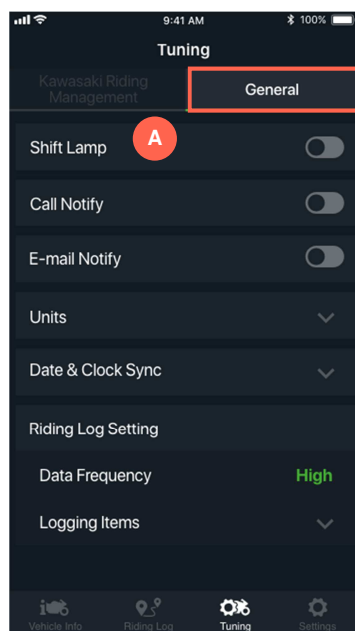 9:41 AM 100%
Tuning
Kawasaki Riding
Management
General
Shift Lamp
A
Call Notify
E-mail Notify
Units
Date & Clock Sync
Riding Log Setting
Data Frequency High
Logging Items
Vehicle Info Riding Log Tuning Settings